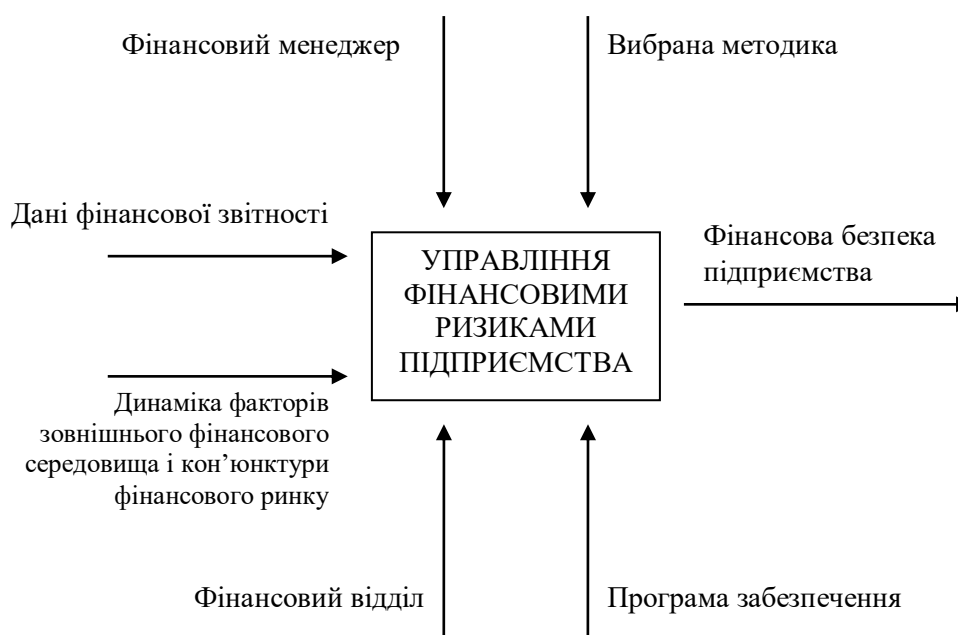 Фінансовий менеджер
Вибрана методика
Дані фінансової звітності
УПРАВЛІННЯ
ФІНАНСОВИМИ
РИЗИКАМИ
ПІДПРИЄМСТВА
Фінансова безпека
підприємства
Динаміка факторів
зовнішнього фінансового
середовища і кон’юнктури
фінансового ринку
Фінансовий відділ
Програма забезпечення